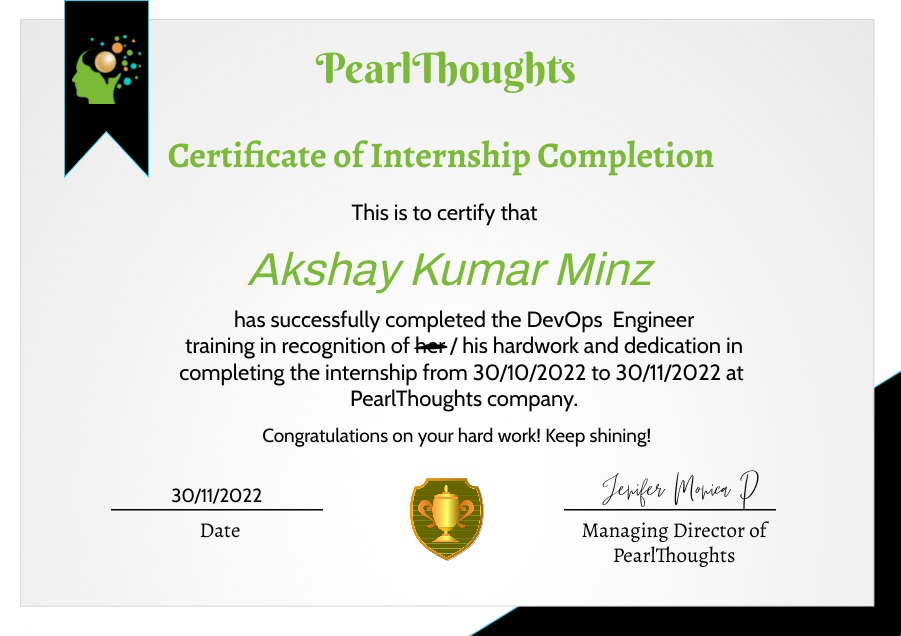 PearlThoughts
Certificate of Internship Completion
This is to certify that
Akshay Kumar Minz
has successfully completed the DevOps  Engineer
training in recognition of her / his hardwork and dedication in
completing the internship from 30/10/2022 to 30/11/2022 at
PearlThoughts company.
Congratulations on your hard work! Keep shining!
30/11/2022
Date
Jenifer Monica D
Managing Director of
PearlThoughts